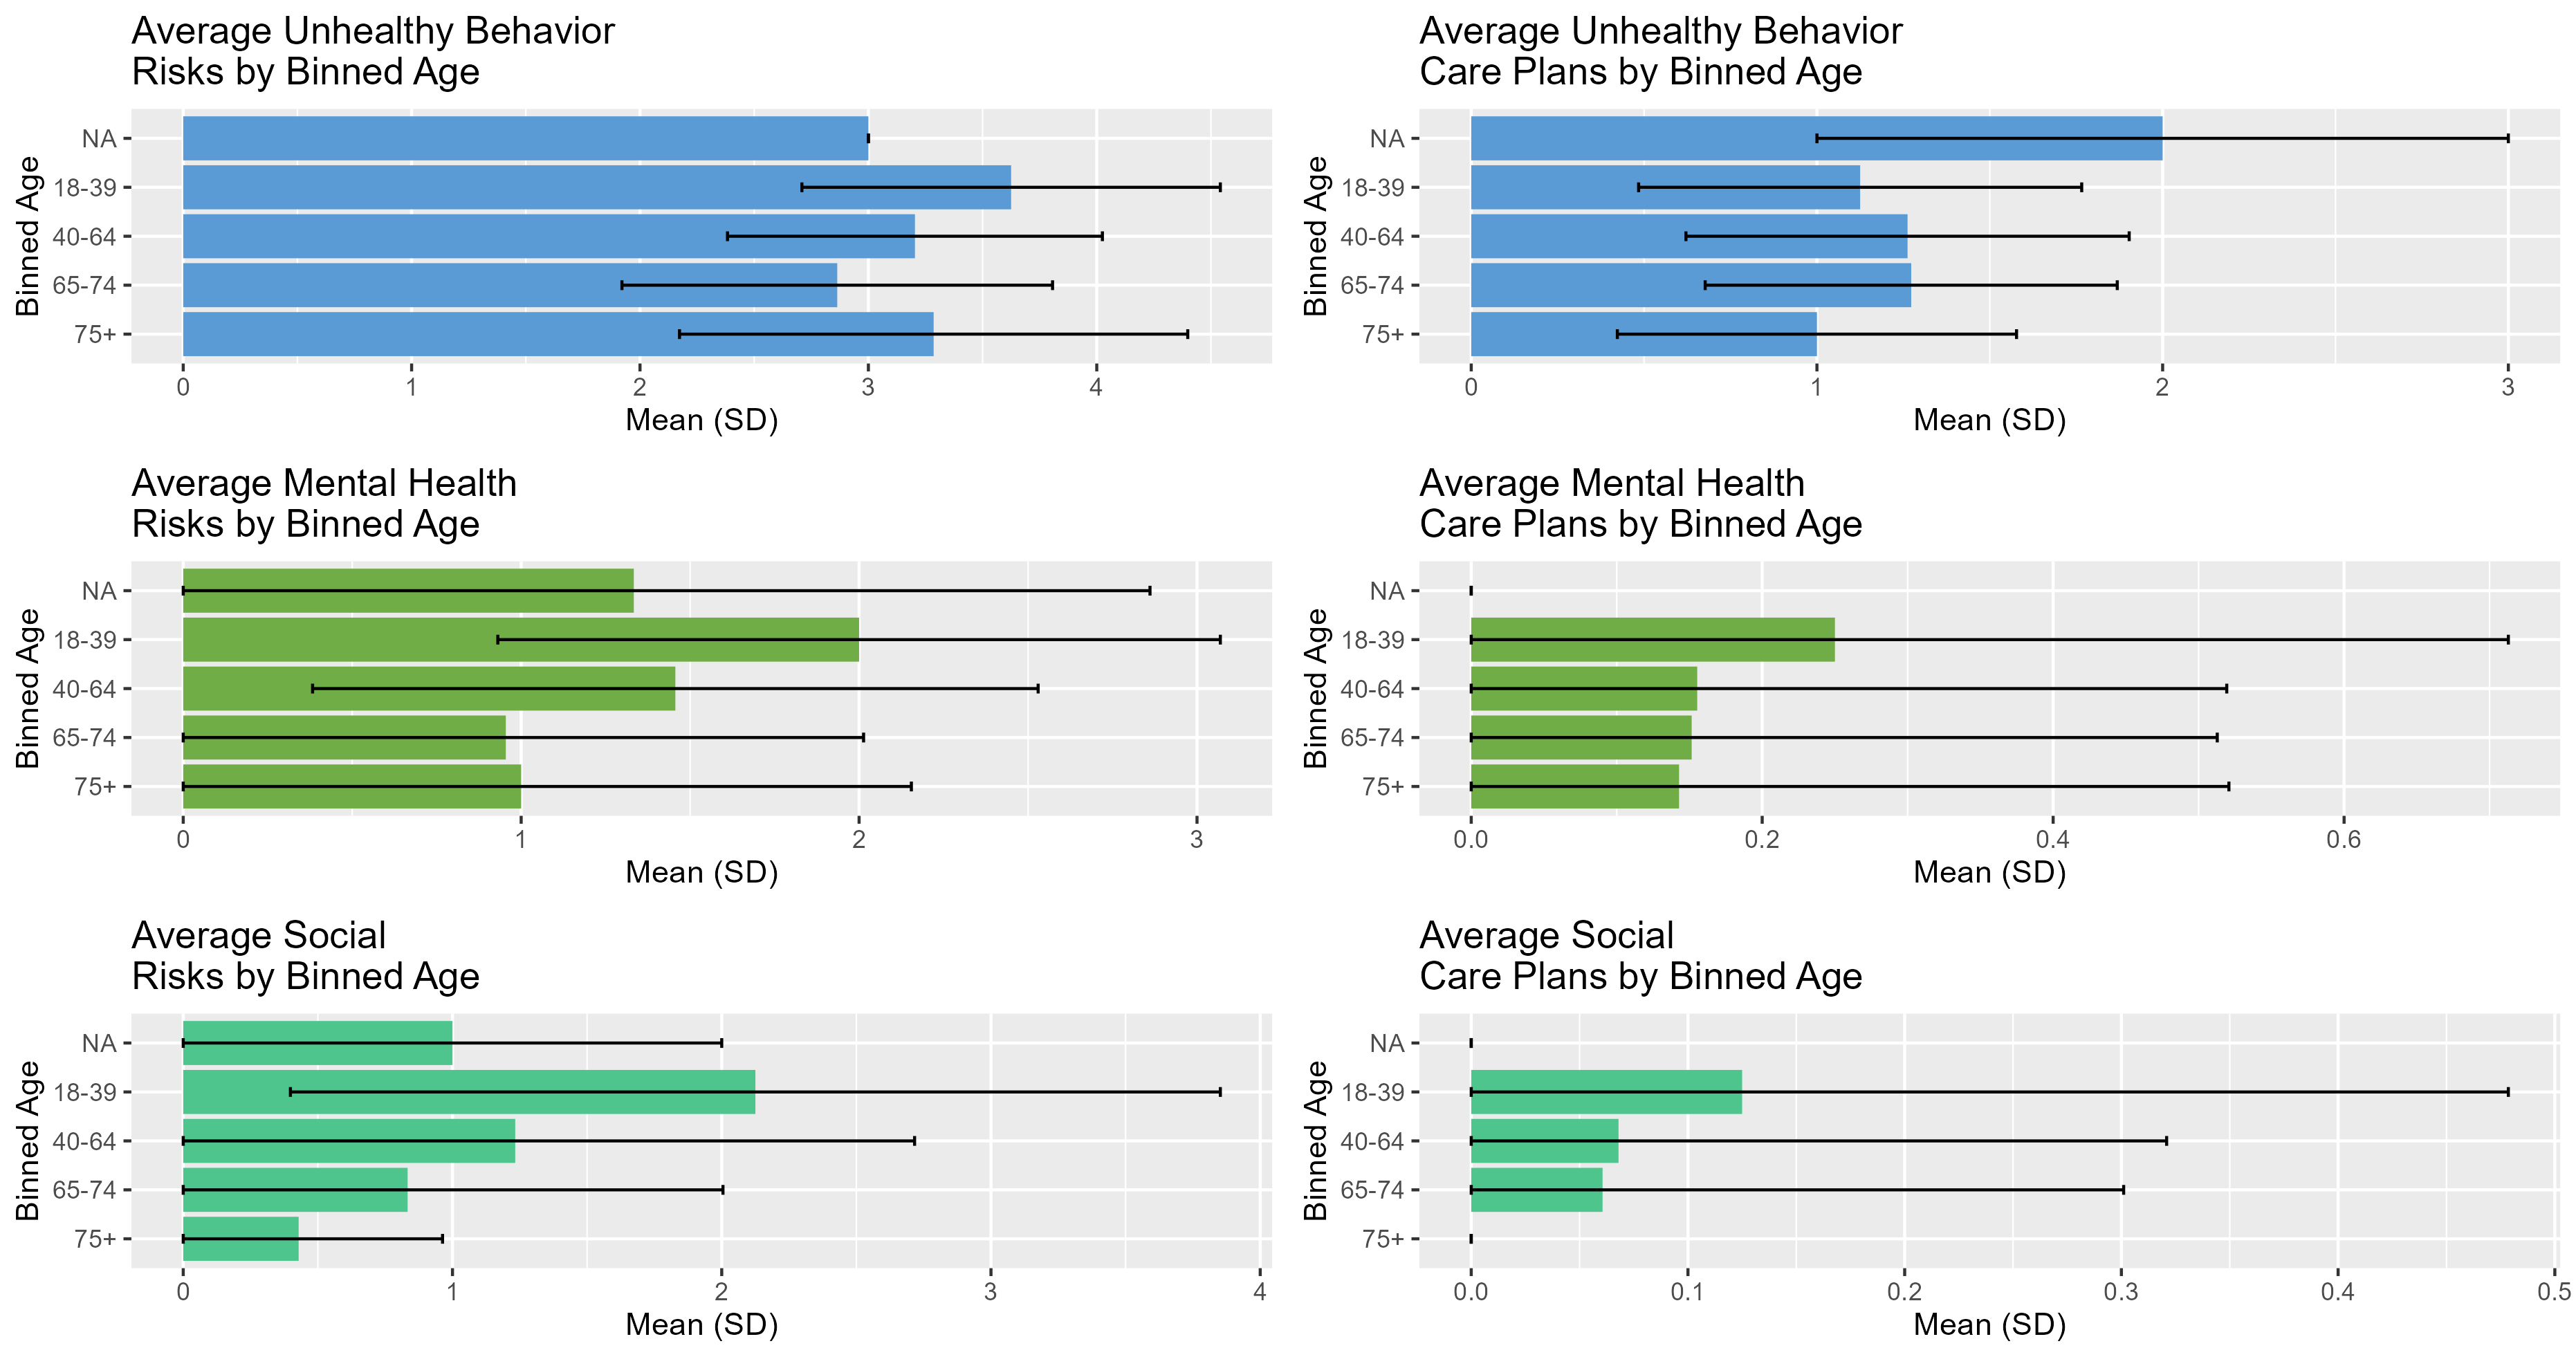 Average Unhealthy Behavior
Risks by Binned Age
Binned Age
NA
18-39
40-64
65-74
75+
0 1 2 3 4
Mean (SD)
Average Unhealthy Behavior
Care Plans by Binned Age
Binned Age
NA
18-39
40-64
65-74
75+
0 1 2 3
Mean (SD)
Average Mental Health
Risks by Binned Age
Binned Age
NA
18-39
40-64
65-74
75+
0 1 2 3
Mean (SD)
Average Mental Health
Care Plans by Binned Age
Binned Age
NA
18-39
40-64
65-74
75+
0.0 0.2 0.4 0.6
Mean (SD)
Average Social
Risks by Binned Age
Binned Age
NA
18-39
40-64
65-74
75+
0 1 2 3 4
Mean (SD)
Average Social
Care Plans by Binned Age
Binned Age
NA
18-39
40-64
65-74
75+
0.0 0.1 0.2 0.3 0.4 0.5
Mean (SD)